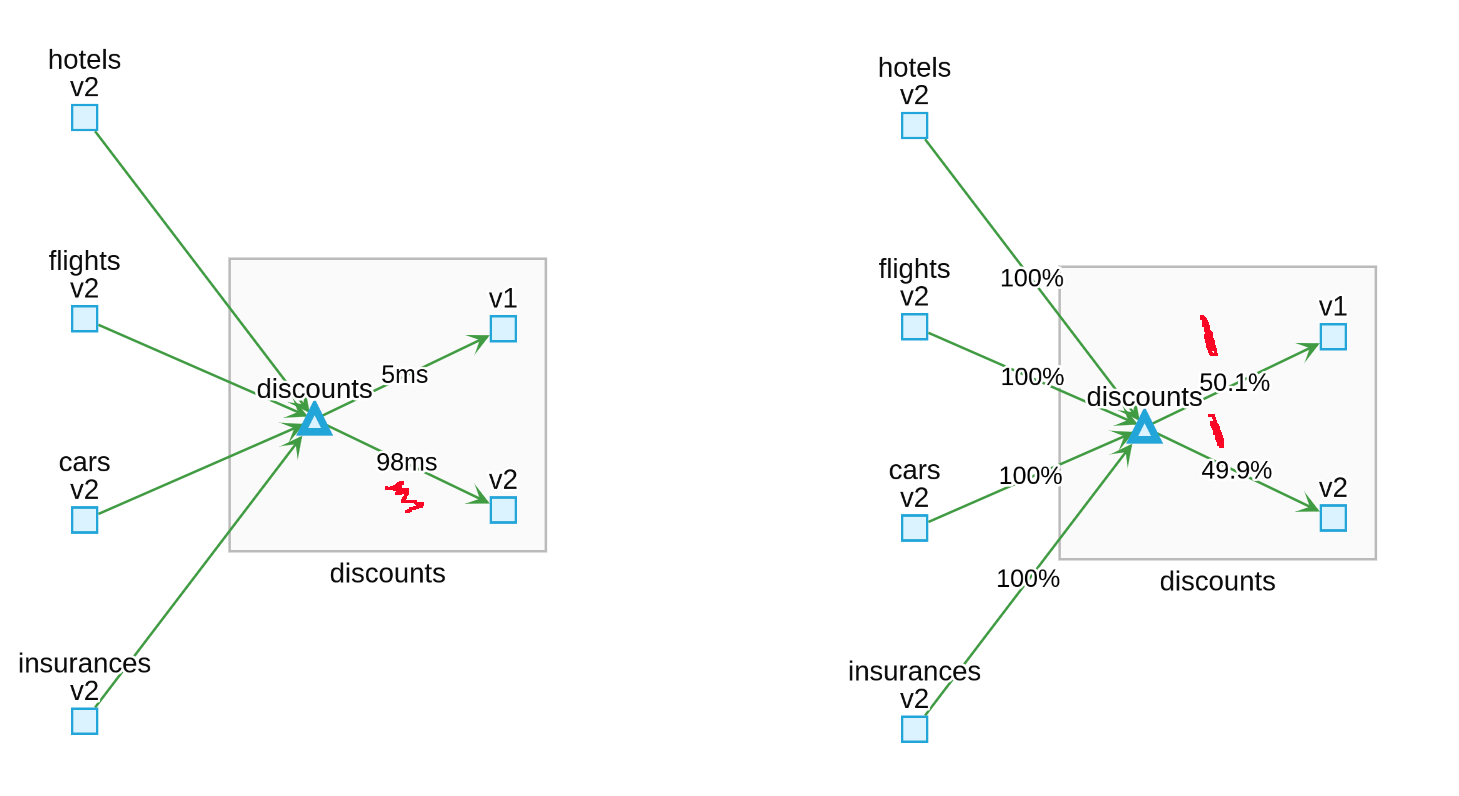 hotels
v2
flights
v2
discounts
v1
5ms
98ms
v2
cars
v2
discounts
insurances
v2
hotels
v2
100%
flights
v2
100%
discounts
v1
50.1%
49.9%
v2
cars
v2
100%
100%
discounts
insurances
v2